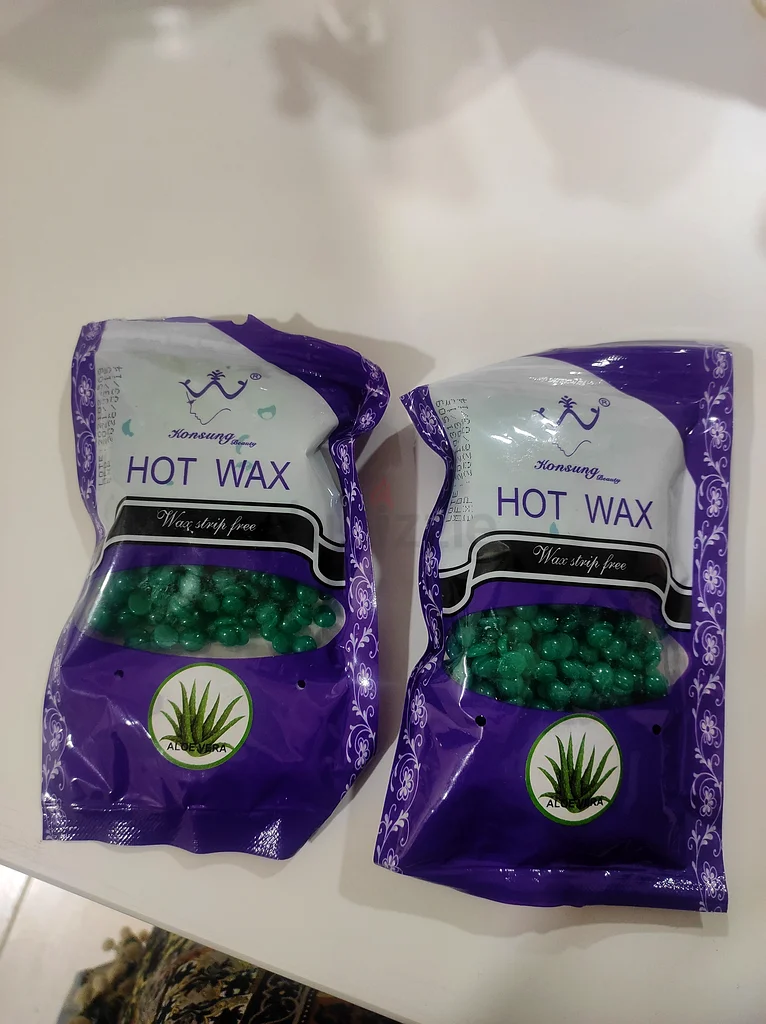 ®
Konsung
Beauty
HOT WAX
Wax strip free
ALOE VERA
®
Konsung
Beauty
HOT WAX
Wax strip free
ALOE VERA